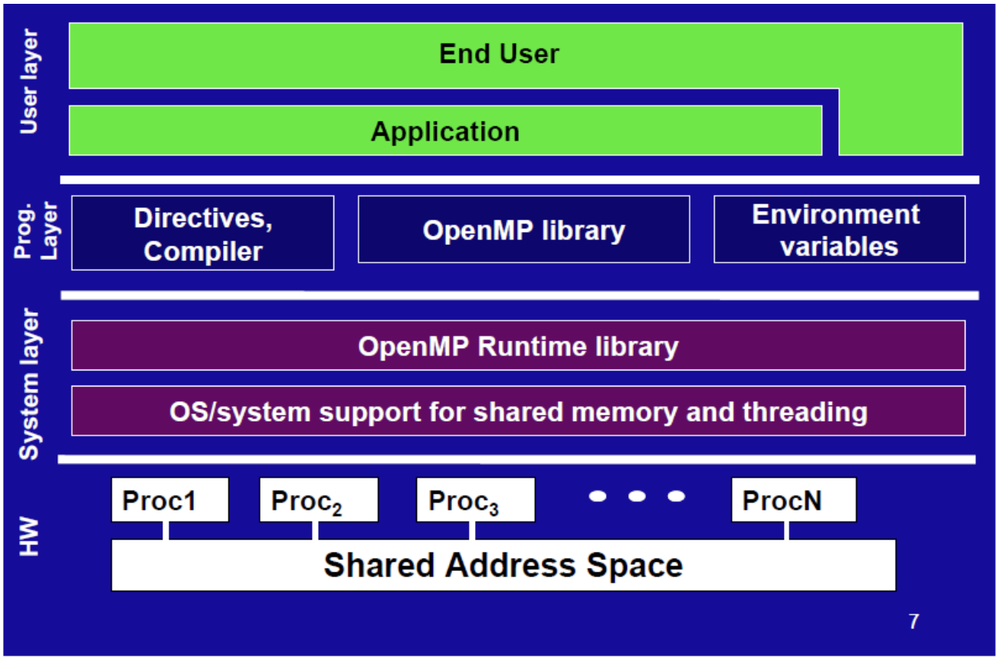 User layer
End User
Application
Prog.
Layer
Directives,
Compiler
OpenMP library
Environment
variables
System layer
OpenMP Runtime library
OS/system support for shared memory and threading
HW
Proc1
Proc₂
Proc₃
ProcN
Shared Address Space
7